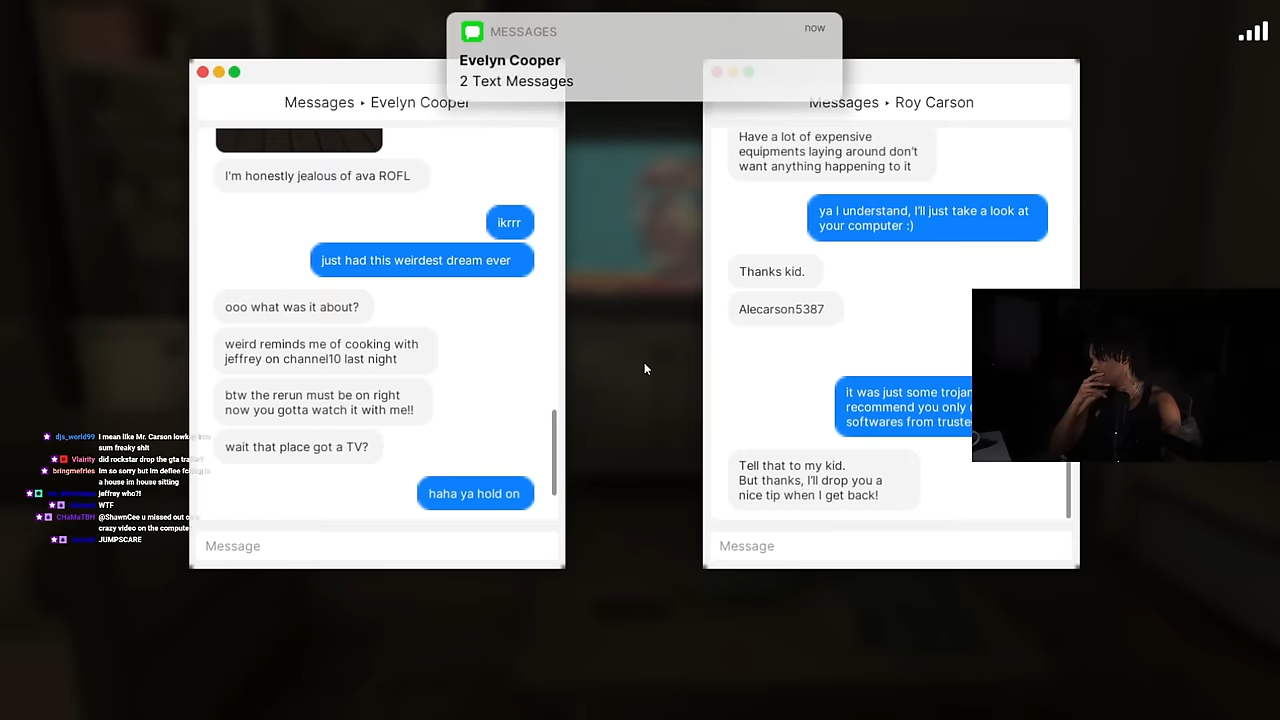 MESSAGES
now
Evelyn Cooper
2 Text Messages
Messages ‣ Evelyn Cooper
I'm honestly jealous of ava ROFL
ikrrr
just had this weirdest dream ever
ooo what was it about?
weird reminds me of cooking with
jeffrey on channel10 last night
btw the rerun must be on right
now you gotta watch it with me!!
wait that place got a TV?
haha ya hold on
Message
Messages ‣ Roy Carson
Have a lot of expensive
equipments laying around don't
want anything happening to it
ya I understand, I'll just take a look at
your computer :)
Thanks kid.
Alecarson5387
it was just some trojan
recommend you only
softwares from truste
Tell that to my kid.
But thanks, I'll drop you a
nice tip when I get back!
Message
djs_world99 I mean like Mr. Carson lowk into
sum freaky shit
Vlairity did rockstar drop the gta
bringmefries Im so sorry but im
a house im house sitting
jeffrey who?!
WTF
CHaMaTBH @ShawnCee u missed out
crazy video on the compute
JUMPSCARE